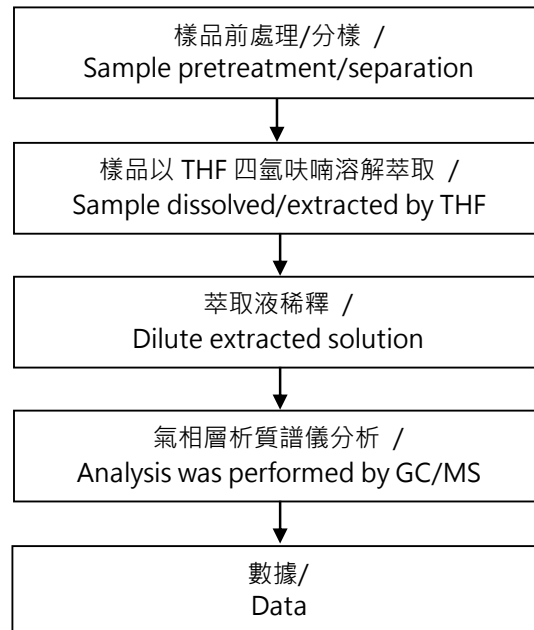 樣品前處理/分樣 /
Sample pretreatment/separation
樣品以 THF 四氫呋喃溶解萃取 /
Sample dissolved/extracted by THF
萃取液稀釋 /
Dilute extracted solution
氣相層析質譜儀分析 /
Analysis was performed by GC/MS
數據/
Data